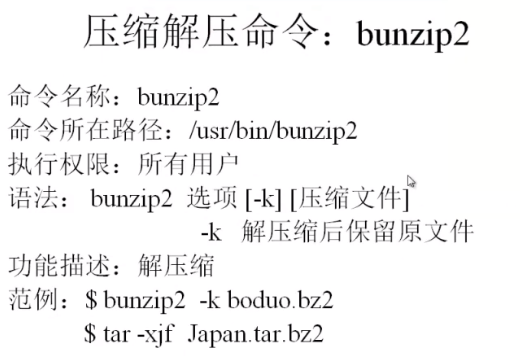 压缩解压命令：bunzip2
命令名称：bunzip2
命令所在路径：/usr/bin/bunzip2
执行权限：所有用户
语法： bunzip2 选项 [-k] [压缩文件]
-k 解压缩后保留原文件
功能描述：解压缩
范例：$ bunzip2 -k boduo.bz2
$ tar -xjf Japan.tar.bz2